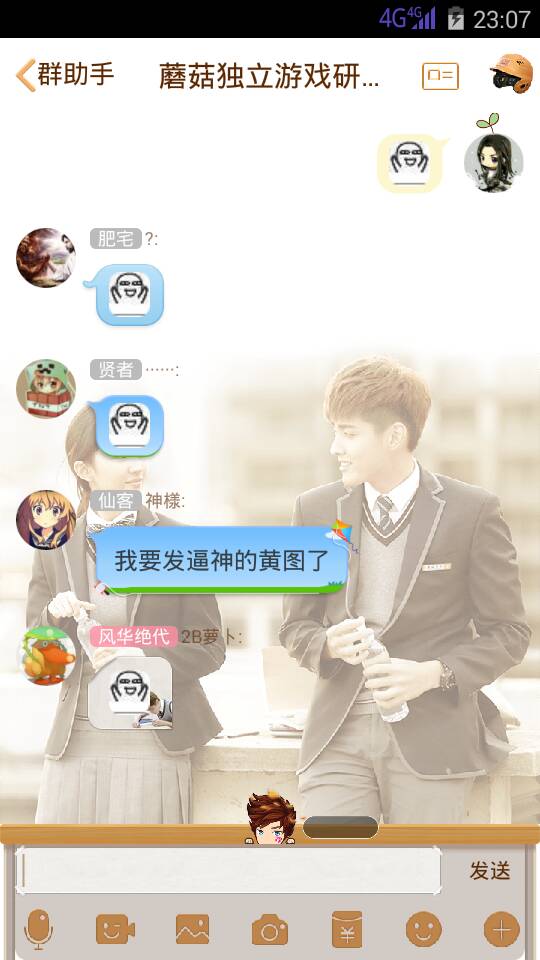 4G 4G 23:07
群助手 蘑菇独立游戏研...
肥宅 ?:
贤者 ······:
仙客 神樣:
我要发逼神的黄图了
风华绝代 2B萝卜:
发送
¥